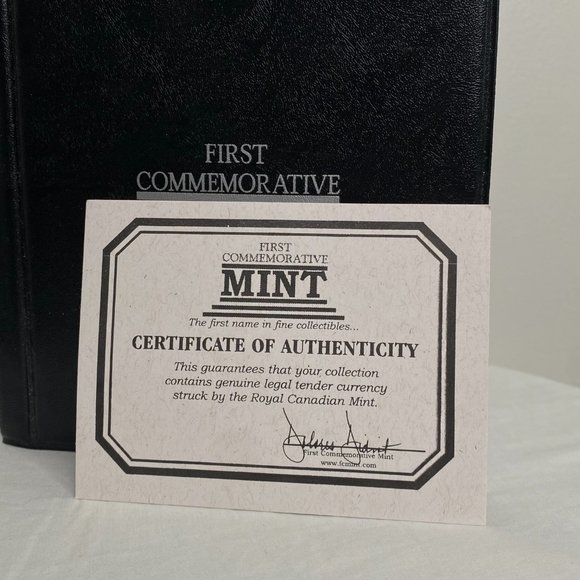 FIRST
COMMEMORATIVE
FIRST
COMMEMORATIVE
MINT
The first name in fine collectibles...
CERTIFICATE OF AUTHENTICITY
This guarantees that your collection
contains genuine legal tender currency
struck by the Royal Canadian Mint.
First Commemorative Mint
www.fcmint.com